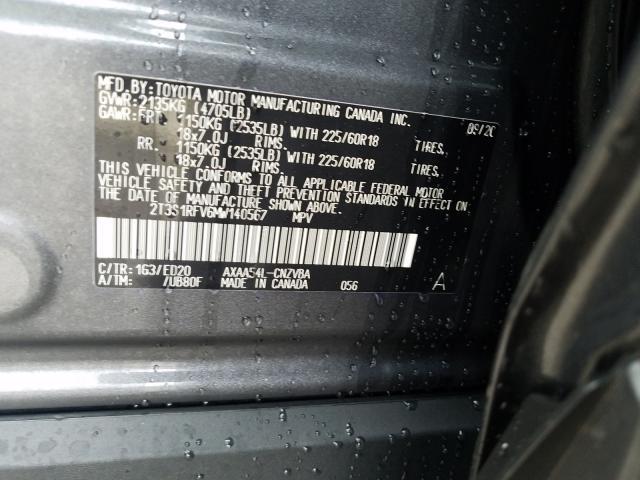 MFD.BY:TOYOTA MOTOR MANUFACTURING CANADA INC. 09/20
GVWR:2135KG (4705LB)
GAWR:FRT. 1150KG (2535LB) WITH 225/60R18 TIRES.
18x7.0J RIMS.
RR. 1150KG (2535LB) WITH 225/60R18 TIRES.
18x7.0J RIMS.
THIS VEHICLE CONFORMS TO ALL APPLICABLE FEDERAL MOTOR
VEHICLE SAFETY AND THEFT PREVENTION STANDARDS IN EFFECT ON
THE DATE OF MANUFACTURE SHOWN ABOVE.
2T3S1RFV6MW140567 MPV
C/TR:1G3/ED20 AXAA54L-CNZVBA
A/TM: /UB80F MADE IN CANADA 056 A